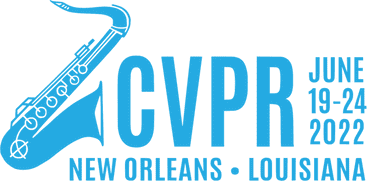 CVPR
JUNE
19-24
2022
NEW ORLEANS • LOUISIANA